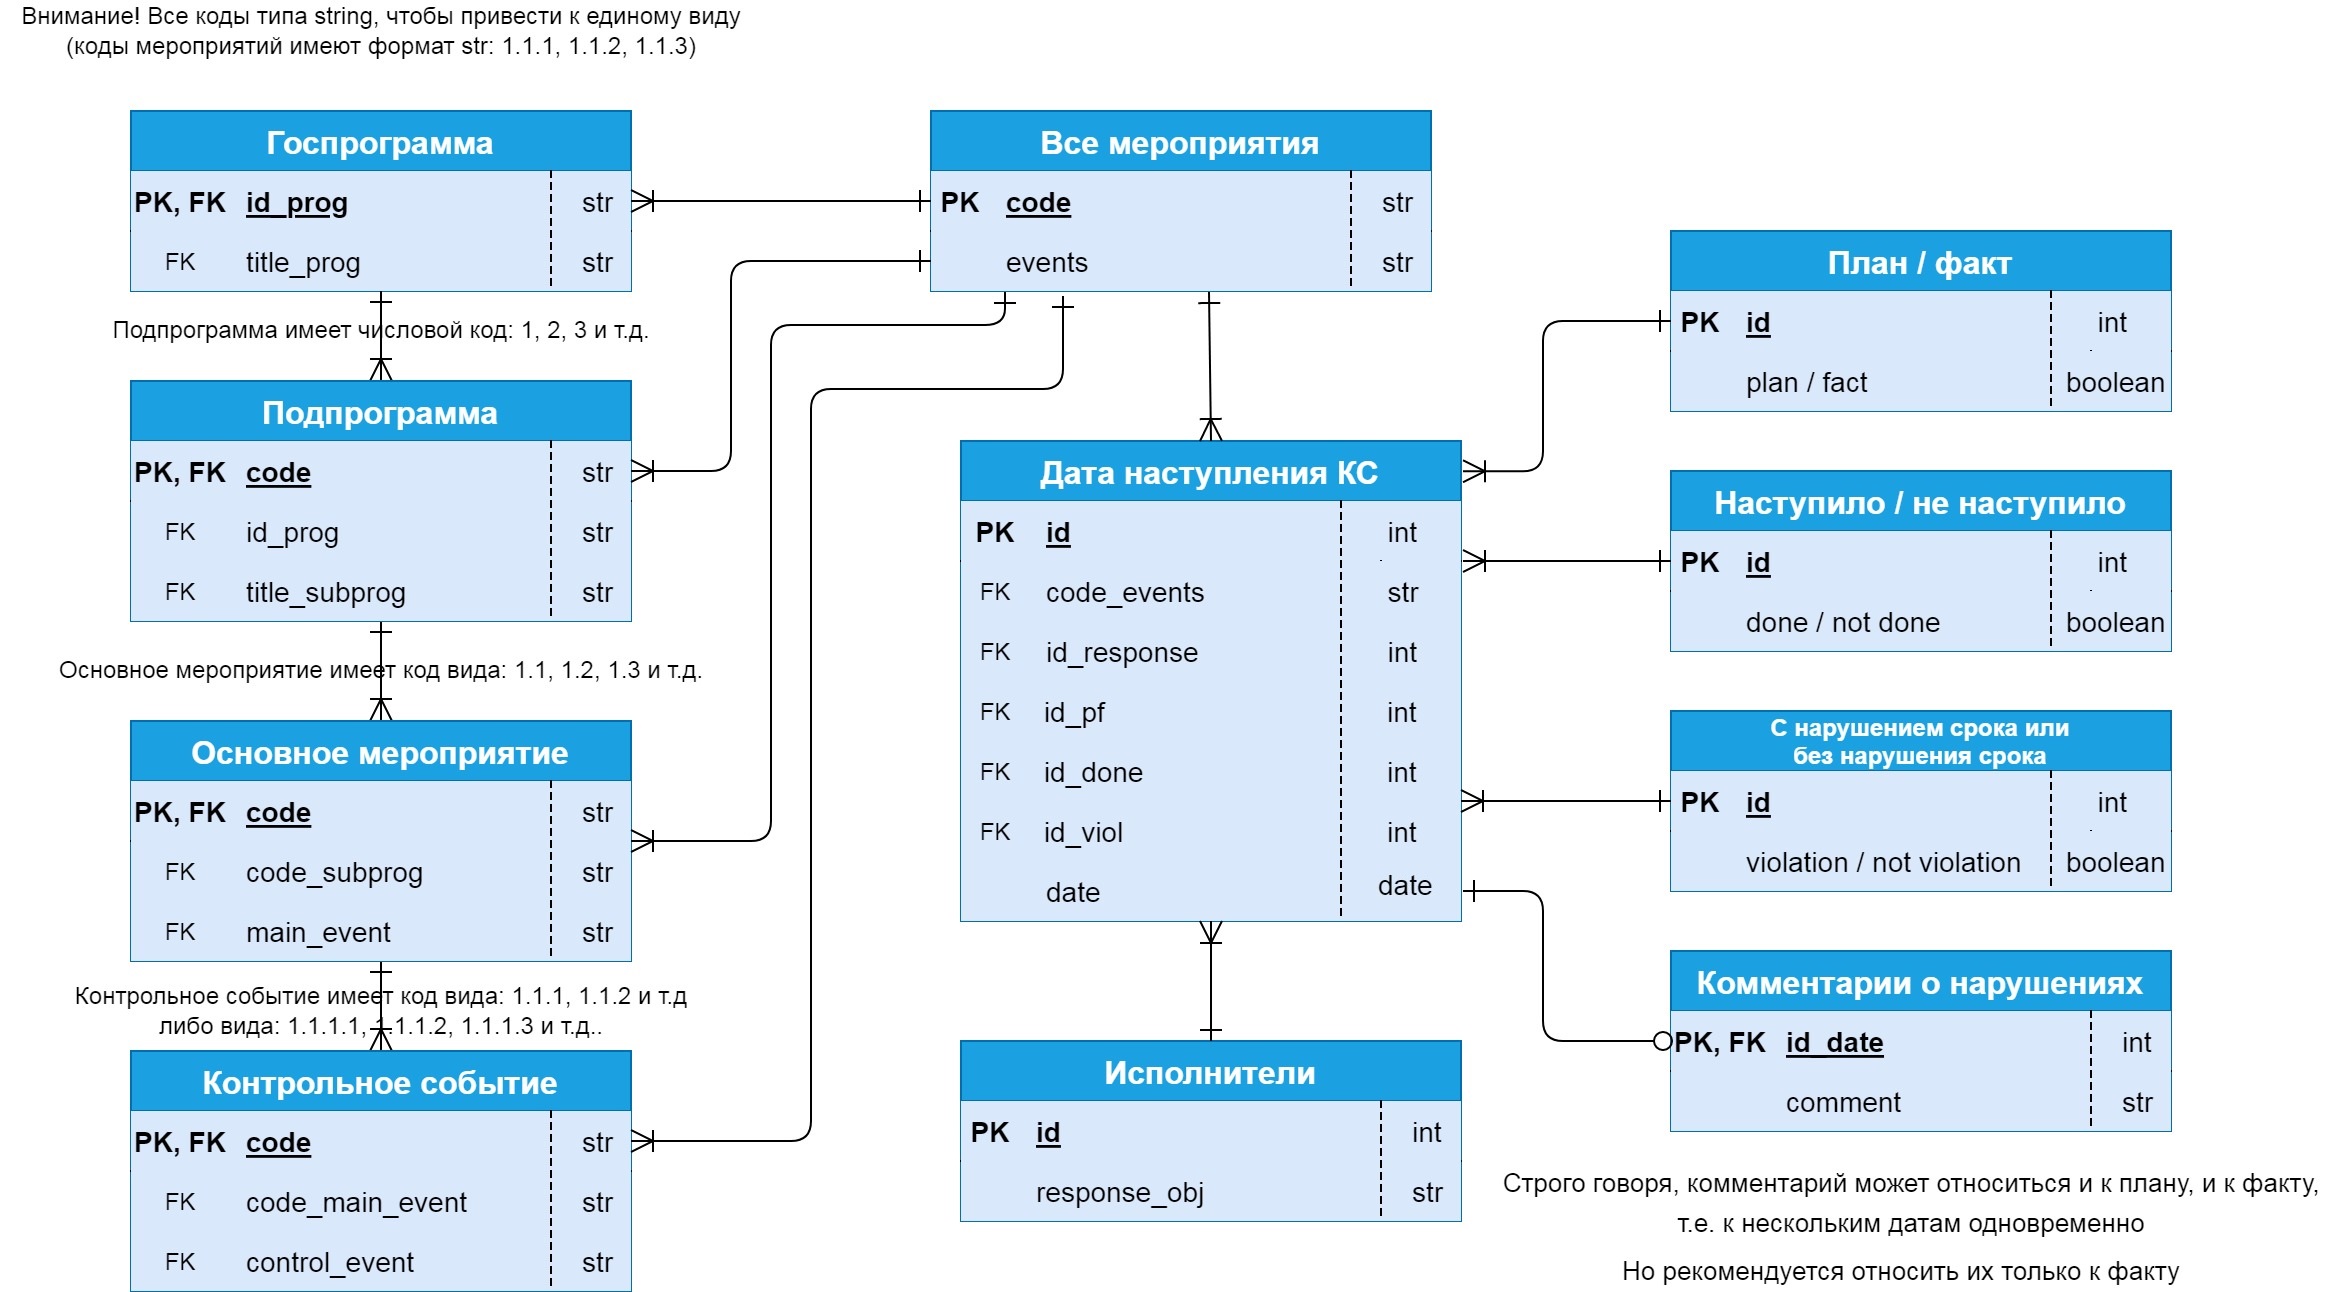 Внимание! Все коды типа string, чтобы привести к единому виду
(коды мероприятий имеют формат str: 1.1.1, 1.1.2, 1.1.3)
Госпрограмма
PK, FK id_prog str
FK title_prog str
Подпрограмма имеет числовой код: 1, 2, 3 и т.д.
Подпрограмма
PK, FK code str
FK id_prog str
FK title_subprog str
Основное мероприятие имеет код вида: 1.1, 1.2, 1.3 и т.д.
Основное мероприятие
PK, FK code str
FK code_subprog str
FK main_event str
Контрольное событие имеет код вида: 1.1.1, 1.1.2 и т.д
либо вида: 1.1.1.1, 1.1.1.2, 1.1.1.3 и т.д..
Контрольное событие
PK, FK code str
FK code_main_event str
FK control_event str
Все мероприятия
PK code str
events str
Дата наступления КС
PK id int
FK code_events str
FK id_response int
FK id_pf int
FK id_done int
FK id_viol int
date date
Исполнители
PK id int
response_obj str
План / факт
PK id int
plan / fact boolean
Наступило / не наступило
PK id int
done / not done boolean
С нарушением срока или
без нарушения срока
PK id int
violation / not violation boolean
Комментарии о нарушениях
PK, FK id_date int
comment str
Строго говоря, комментарий может относиться и к плану, и к факту,
т.е. к нескольким датам одновременно
Но рекомендуется относить их только к факту